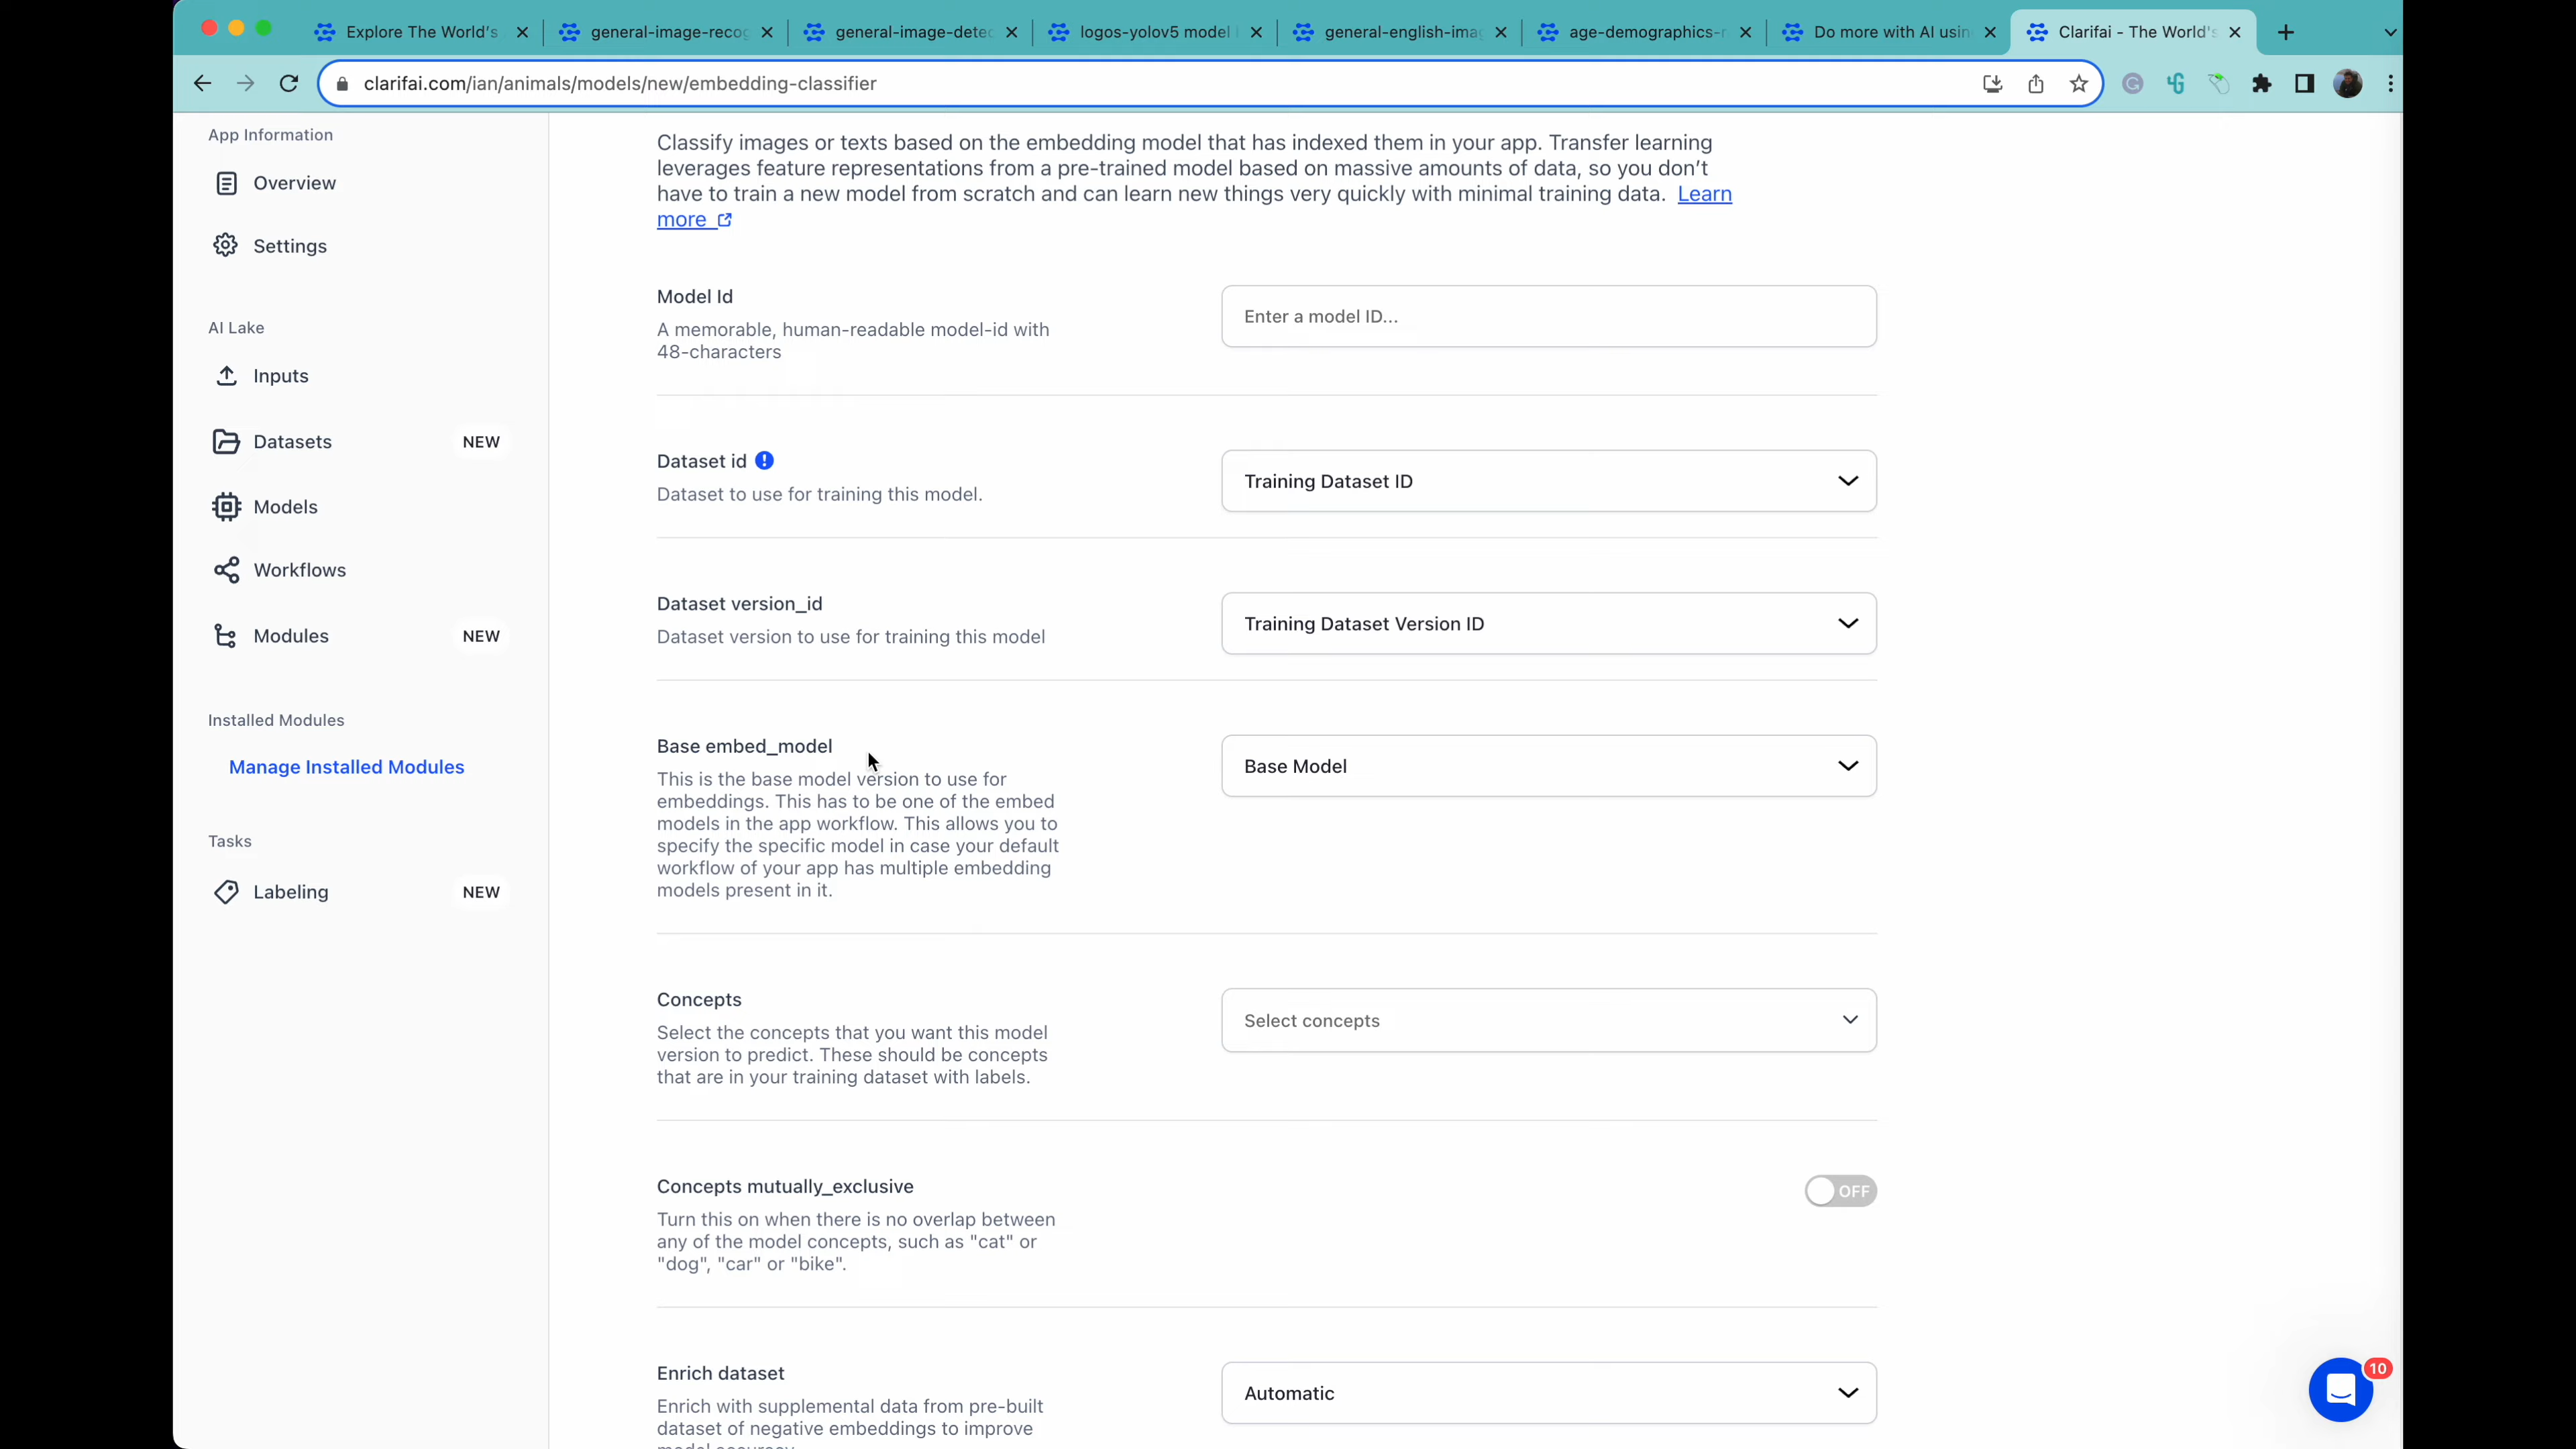 Explore The World's
general-image-recog
general-image-detec
logos-yolov5 model
general-english-imag
age-demographics-r
Do more with AI usin
Clarifai - The World's
clarifai.com/ian/animals/models/new/embedding-classifier
App Information
Overview
Settings
AI Lake
Inputs
Datasets NEW
Models
Workflows
Modules NEW
Installed Modules
Manage Installed Modules
Tasks
Labeling NEW
Classify images or texts based on the embedding model that has indexed them in your app. Transfer learning
leverages feature representations from a pre-trained model based on massive amounts of data, so you don't
have to train a new model from scratch and can learn new things very quickly with minimal training data. Learn
more
Model Id
A memorable, human-readable model-id with
48-characters
Enter a model ID...
Dataset id
Dataset to use for training this model.
Training Dataset ID
Dataset version_id
Dataset version to use for training this model
Training Dataset Version ID
Base embed_model
This is the base model version to use for
embeddings. This has to be one of the embed
models in the app workflow. This allows you to
specify the specific model in case your default
workflow of your app has multiple embedding
models present in it.
Base Model
Concepts
Select the concepts that you want this model
version to predict. These should be concepts
that are in your training dataset with labels.
Select concepts
Concepts mutually_exclusive
Turn this on when there is no overlap between
any of the model concepts, such as "cat" or
"dog", "car" or "bike".
OFF
Enrich dataset
Enrich with supplemental data from pre-built
dataset of negative embeddings to improve
model accuracy
Automatic
10